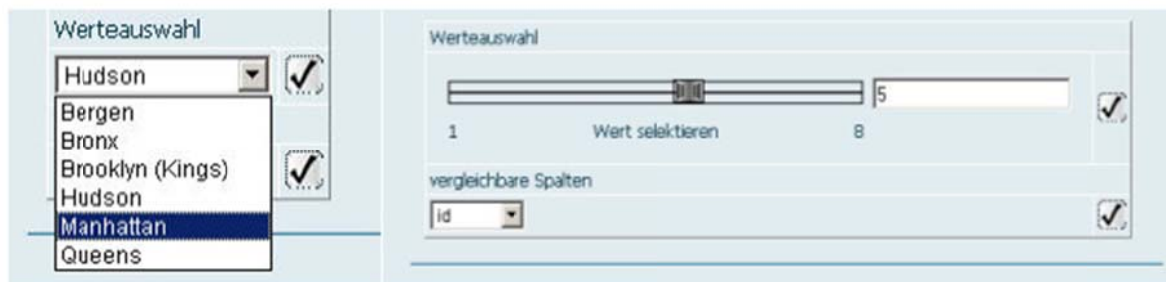 Werteauswahl
Hudson
Bergen
Bronx
Brooklyn (Kings)
Hudson
Manhattan
Queens
Werteauswahl
5
1 Wert selektieren 8
vergleichbare Spalten
id